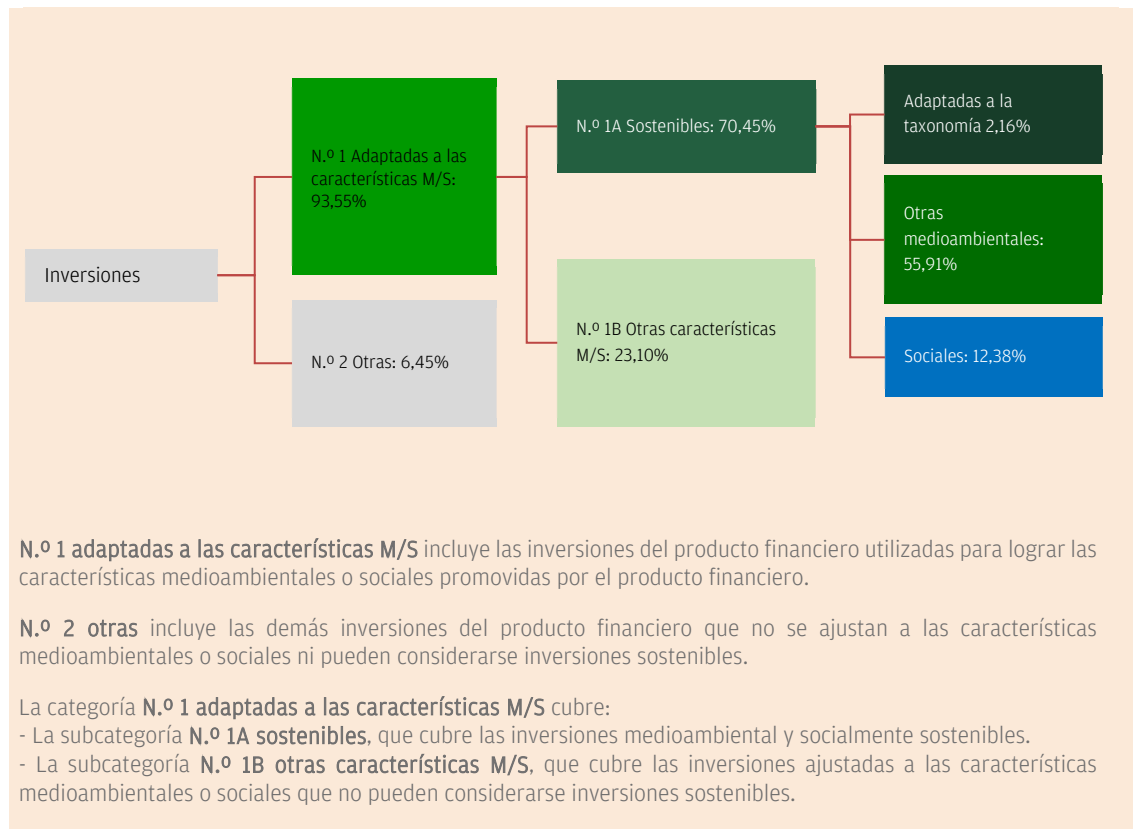 Inversiones
N.º 1 Adaptadas a las
características M/S:
93,55%
N.º 2 Otras: 6,45%
N.º 1A Sostenibles: 70,45%
N.º 1B Otras características
M/S: 23,10%
Adaptadas a la
taxonomía 2,16%
Otras
medioambientales:
55,91%
Sociales: 12,38%
N.º 1 adaptadas a las características M/S incluye las inversiones del producto financiero utilizadas para lograr las
características medioambientales o sociales promovidas por el producto financiero.
N.º 2 otras incluye las demás inversiones del producto financiero que no se ajustan a las características
medioambientales o sociales ni pueden considerarse inversiones sostenibles.
La categoría N.º 1 adaptadas a las características M/S cubre:
- La subcategoría N.º 1A sostenibles, que cubre las inversiones medioambiental y socialmente sostenibles.
- La subcategoría N.º 1B otras características M/S, que cubre las inversiones ajustadas a las características
medioambientales o sociales que no pueden considerarse inversiones sostenibles.